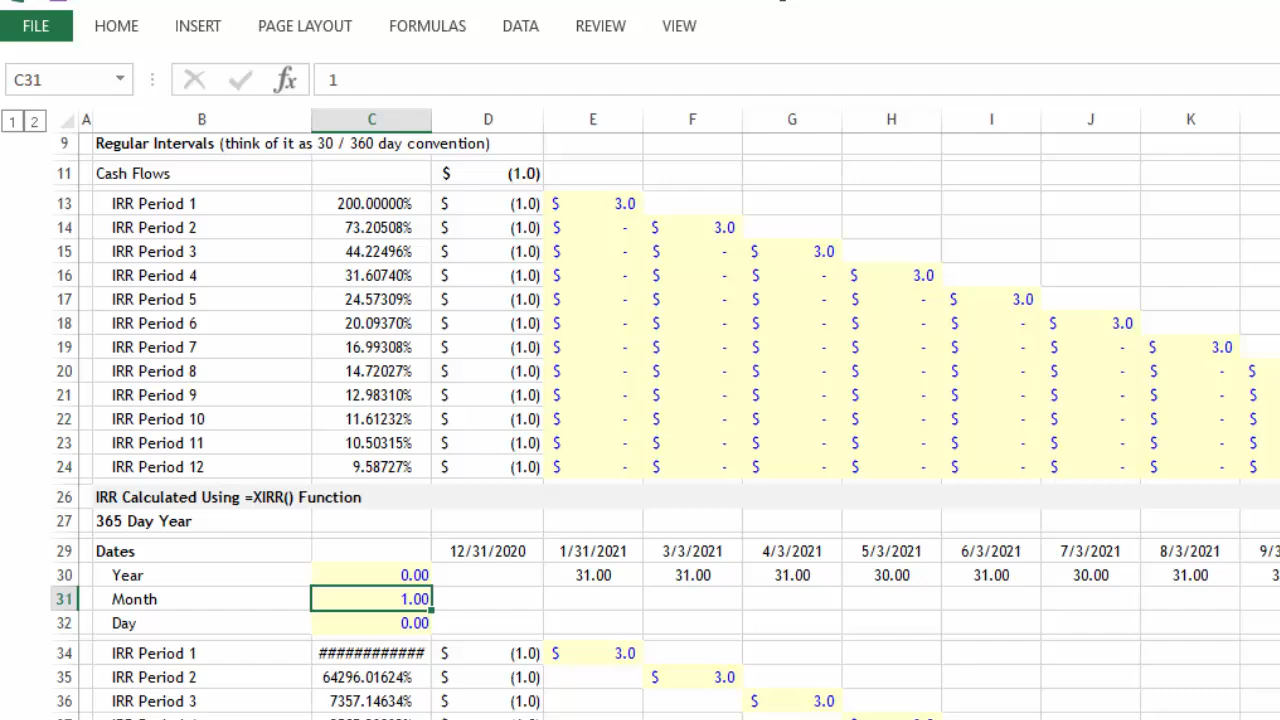 FILE HOME INSERT PAGE LAYOUT FORMULAS DATA REVIEW VIEW
C31 fx 1
1 2 A B C D E F G H I J K
9 Regular Intervals (think of it as 30 / 360 day convention)
11 Cash Flows $ (1.0)
13 IRR Period 1 200.00000% $ (1.0) $ 3.0
14 IRR Period 2 73.20508% $ (1.0) $ - $ 3.0
15 IRR Period 3 44.22496% $ (1.0) $ - $ - $ 3.0
16 IRR Period 4 31.60740% $ (1.0) $ - $ - $ - $ 3.0
17 IRR Period 5 24.57309% $ (1.0) $ - $ - $ - $ - $ 3.0
18 IRR Period 6 20.09370% $ (1.0) $ - $ - $ - $ - $ - $ 3.0
19 IRR Period 7 16.99308% $ (1.0) $ - $ - $ - $ - $ - $ - $ 3.0
20 IRR Period 8 14.72027% $ (1.0) $ - $ - $ - $ - $ - $ - $ - $
21 IRR Period 9 12.98310% $ (1.0) $ - $ - $ - $ - $ - $ - $ - $
22 IRR Period 10 11.61232% $ (1.0) $ - $ - $ - $ - $ - $ - $ - $
23 IRR Period 11 10.50315% $ (1.0) $ - $ - $ - $ - $ - $ - $ - $
24 IRR Period 12 9.58727% $ (1.0) $ - $ - $ - $ - $ - $ - $ - $
26 IRR Calculated Using =XIRR() Function
27 365 Day Year
29 Dates 12/31/2020 1/31/2021 3/3/2021 4/3/2021 5/3/2021 6/3/2021 7/3/2021 8/3/2021 9/3
30 Year 0.00 31.00 31.00 31.00 30.00 31.00 30.00 31.00
31 Month 1.00
32 Day 0.00
34 IRR Period 1 ############ $ (1.0) $ 3.0
35 IRR Period 2 64296.01624% $ (1.0) $ 3.0
36 IRR Period 3 7357.14634% $ (1.0) $ 3.0